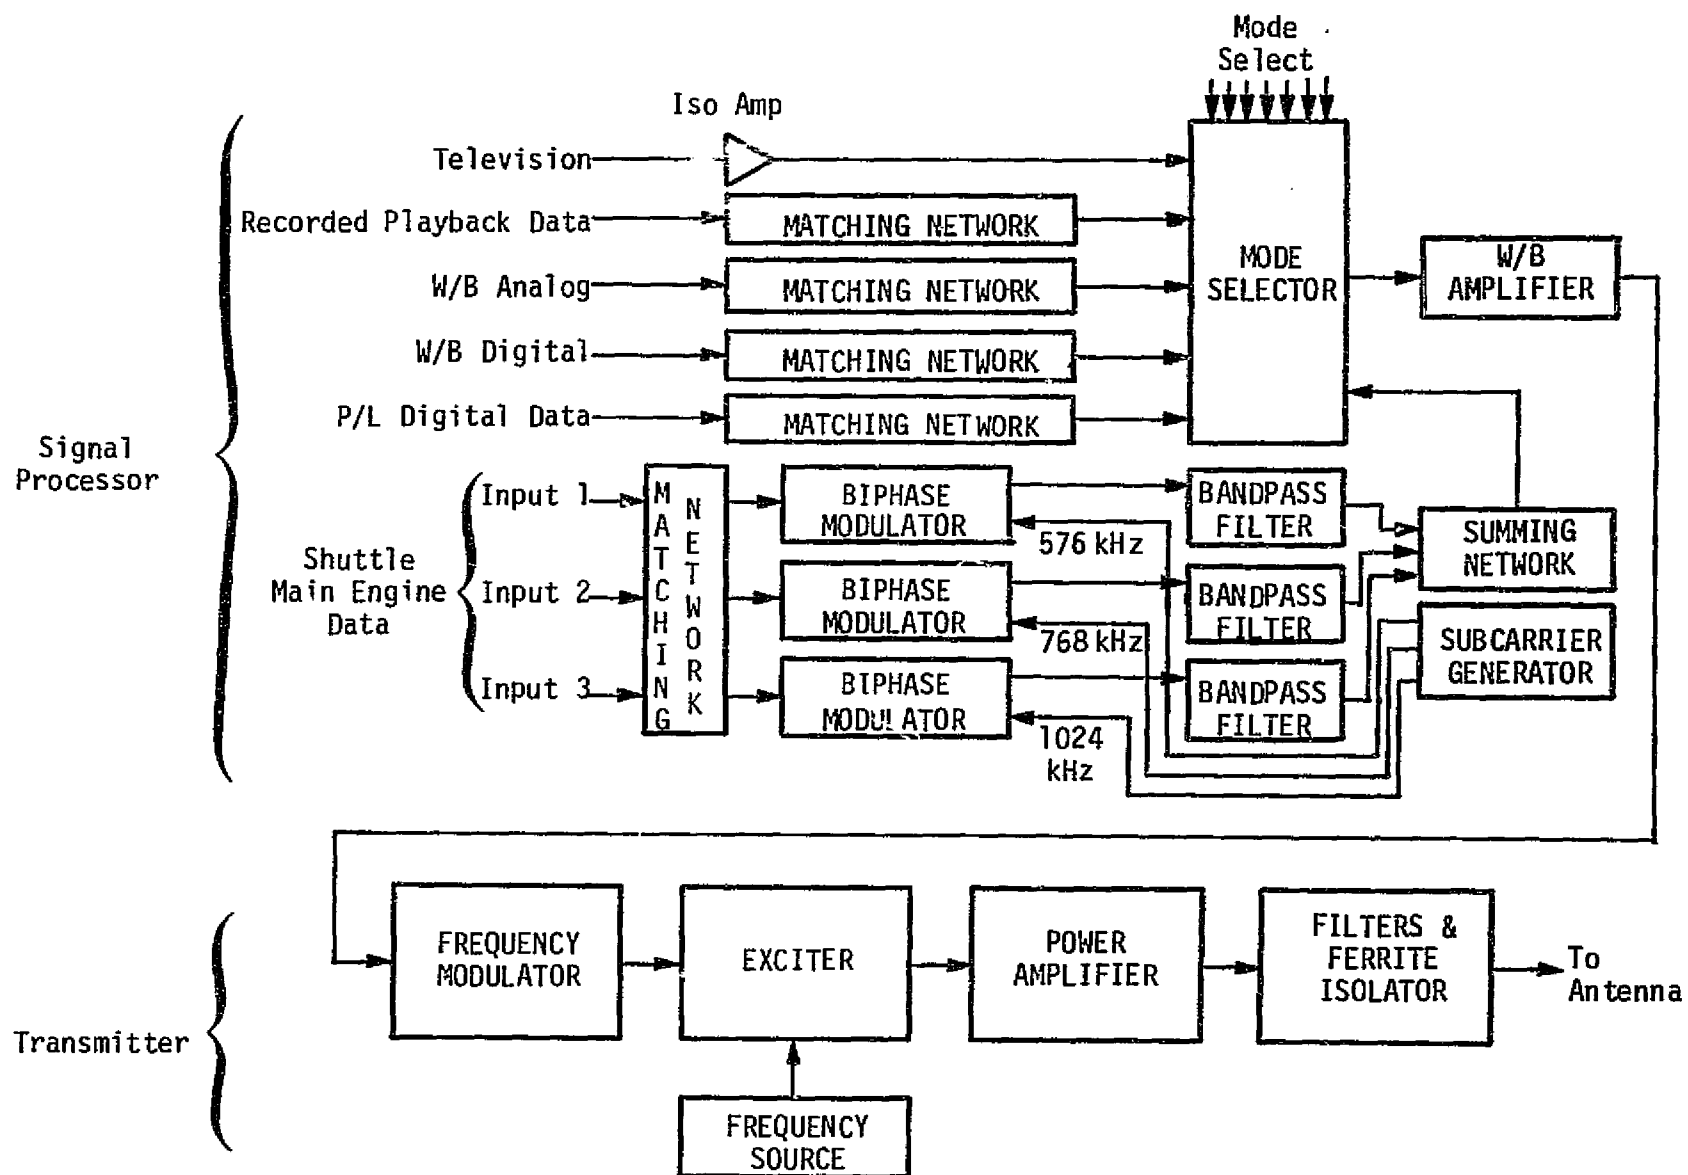 Mode
Select
Iso Amp
Television
Recorded Playback Data
MATCHING NETWORK
W/B Analog
MATCHING NETWORK
W/B Digital
MATCHING NETWORK
P/L Digital Data
MATCHING NETWORK
MODE
SELECTOR
W/B
AMPLIFIER
Signal
Processor
Shuttle
Main Engine
Data
Input 1
Input 2
Input 3
MATCHING
NETWORK
BIPHASE
MODULATOR
576 kHz
BANDPASS
FILTER
BIPHASE
MODULATOR
768 kHz
BANDPASS
FILTER
BIPHASE
MODULATOR
1024
kHz
BANDPASS
FILTER
SUMMING
NETWORK
SUBCARRIER
GENERATOR
Transmitter
FREQUENCY
MODULATOR
EXCITER
POWER
AMPLIFIER
FILTERS &
FERRITE
ISOLATOR
To
Antenna
FREQUENCY
SOURCE